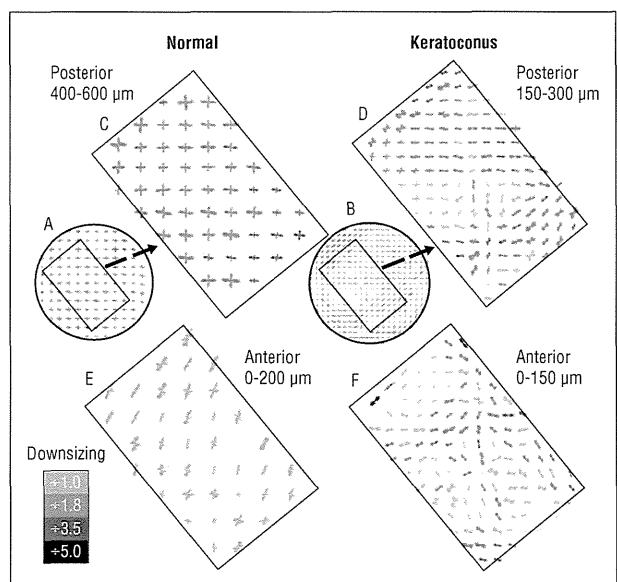 Normal
Keratoconus
Posterior
400-600 µm
C
D
Posterior
150-300 µm
A
B
E
Anterior
0-200 µm
F
Anterior
0-150 µm
Downsizing
÷1.0
÷1.8
÷3.5
÷5.0